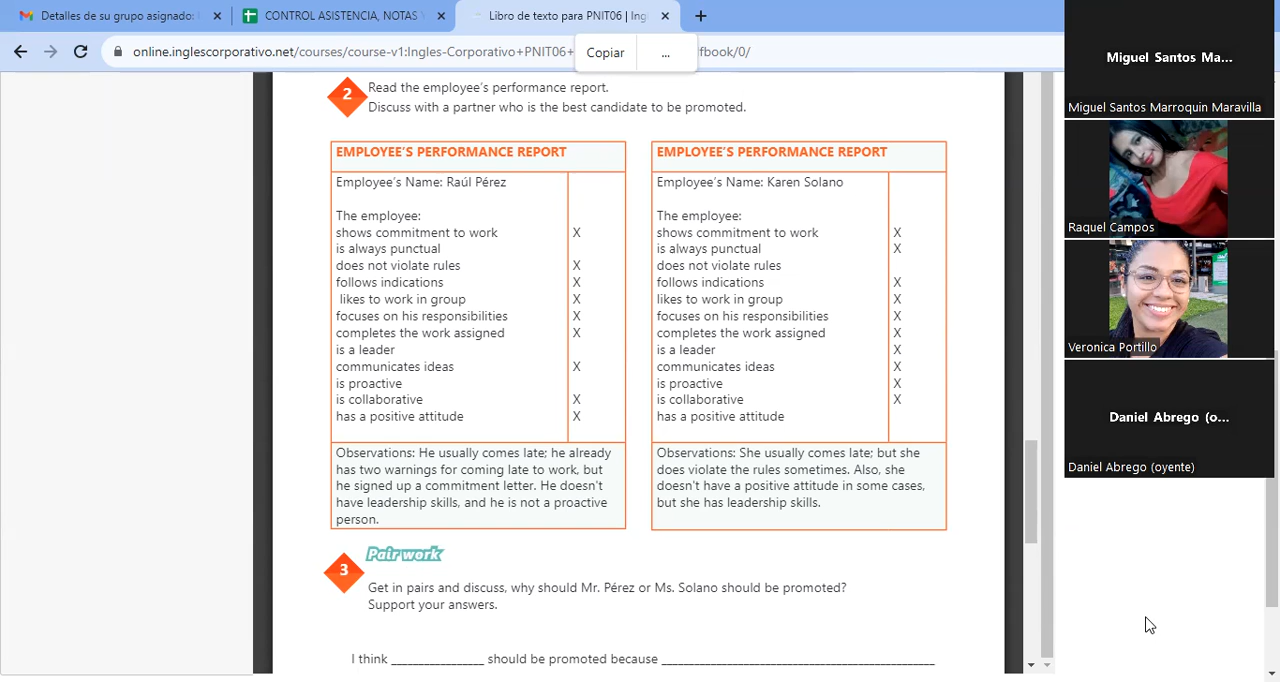 Detalles de su grupo asignado: I
CONTROL ASISTENCIA, NOTAS Y
Libro de texto para PNIT06 | Ing
online.inglescorporativo.net/courses/course-v1:Ingles-Corporativo+PNIT06+
Copiar
...
fbook/0/
2
Read the employee's performance report.
Discuss with a partner who is the best candidate to be promoted.
EMPLOYEE'S PERFORMANCE REPORT
Employee's Name: Raúl Pérez
The employee:
shows commitment to work X
is always punctual
does not violate rules X
follows indications X
likes to work in group X
focuses on his responsibilities X
completes the work assigned X
is a leader
communicates ideas X
is proactive
is collaborative X
has a positive attitude X
Observations: He usually comes late; he already
has two warnings for coming late to work, but
he signed up a commitment letter. He doesn't
have leadership skills, and he is not a proactive
person.
EMPLOYEE'S PERFORMANCE REPORT
Employee's Name: Karen Solano
The employee:
shows commitment to work X
is always punctual X
does not violate rules
follows indications X
likes to work in group X
focuses on his responsibilities X
completes the work assigned X
is a leader X
communicates ideas X
is proactive X
is collaborative X
has a positive attitude
Observations: She usually comes late; but she
does violate the rules sometimes. Also, she
doesn't have a positive attitude in some cases,
but she has leadership skills.
Pair work
3
Get in pairs and discuss, why should Mr. Pérez or Ms. Solano should be promoted?
Support your answers.
I think ________________ should be promoted because ________________________________________________
Miguel Santos Ma...
Miguel Santos Marroquin Maravilla
Raquel Campos
Veronica Portillo
Daniel Abrego (o...
Daniel Abrego (oyente)